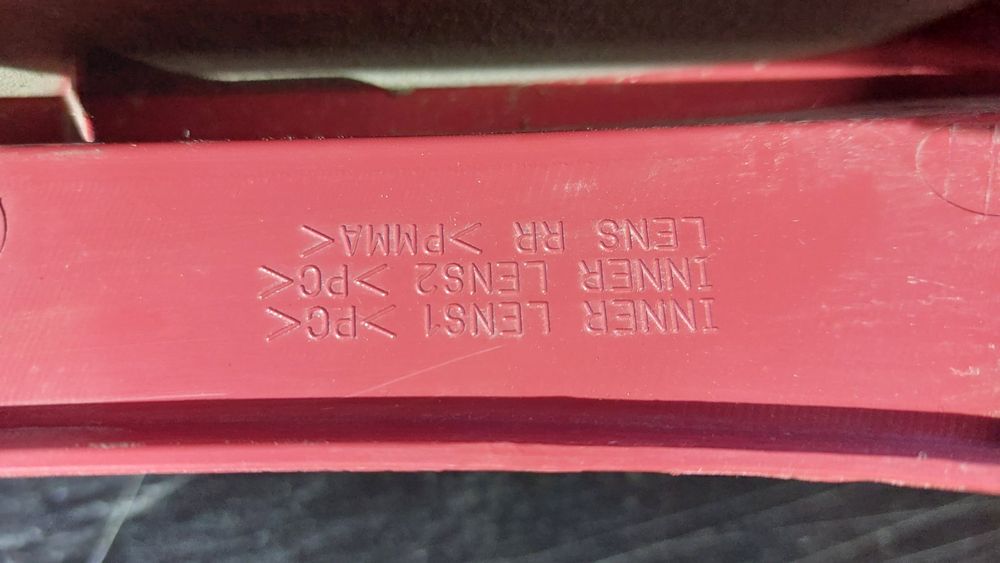 INNER LENS1 >PC<
INNER LENS2 >PC<
LENS RR >PMMA<